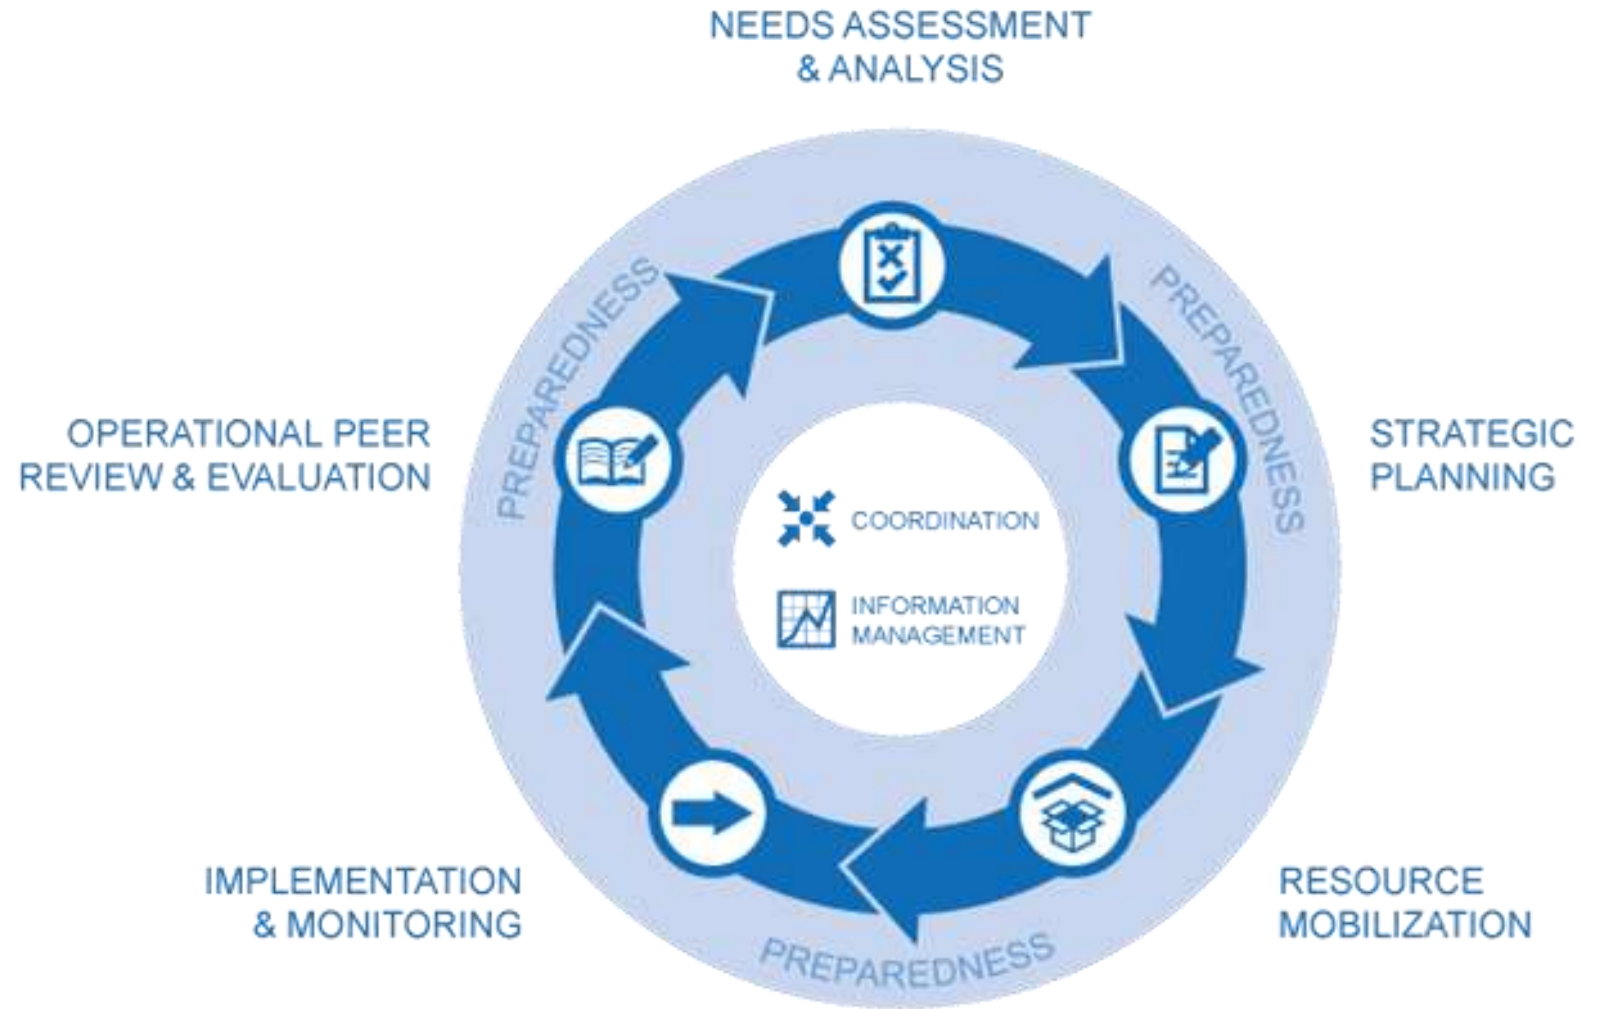 NEEDS ASSESSMENT
& ANALYSIS
PREPAREDNESS
PREPAREDNESS
OPERATIONAL PEER
REVIEW & EVALUATION
STRATEGIC
PLANNING
COORDINATION
INFORMATION
MANAGEMENT
IMPLEMENTATION
& MONITORING
RESOURCE
MOBILIZATION
PREPAREDNESS